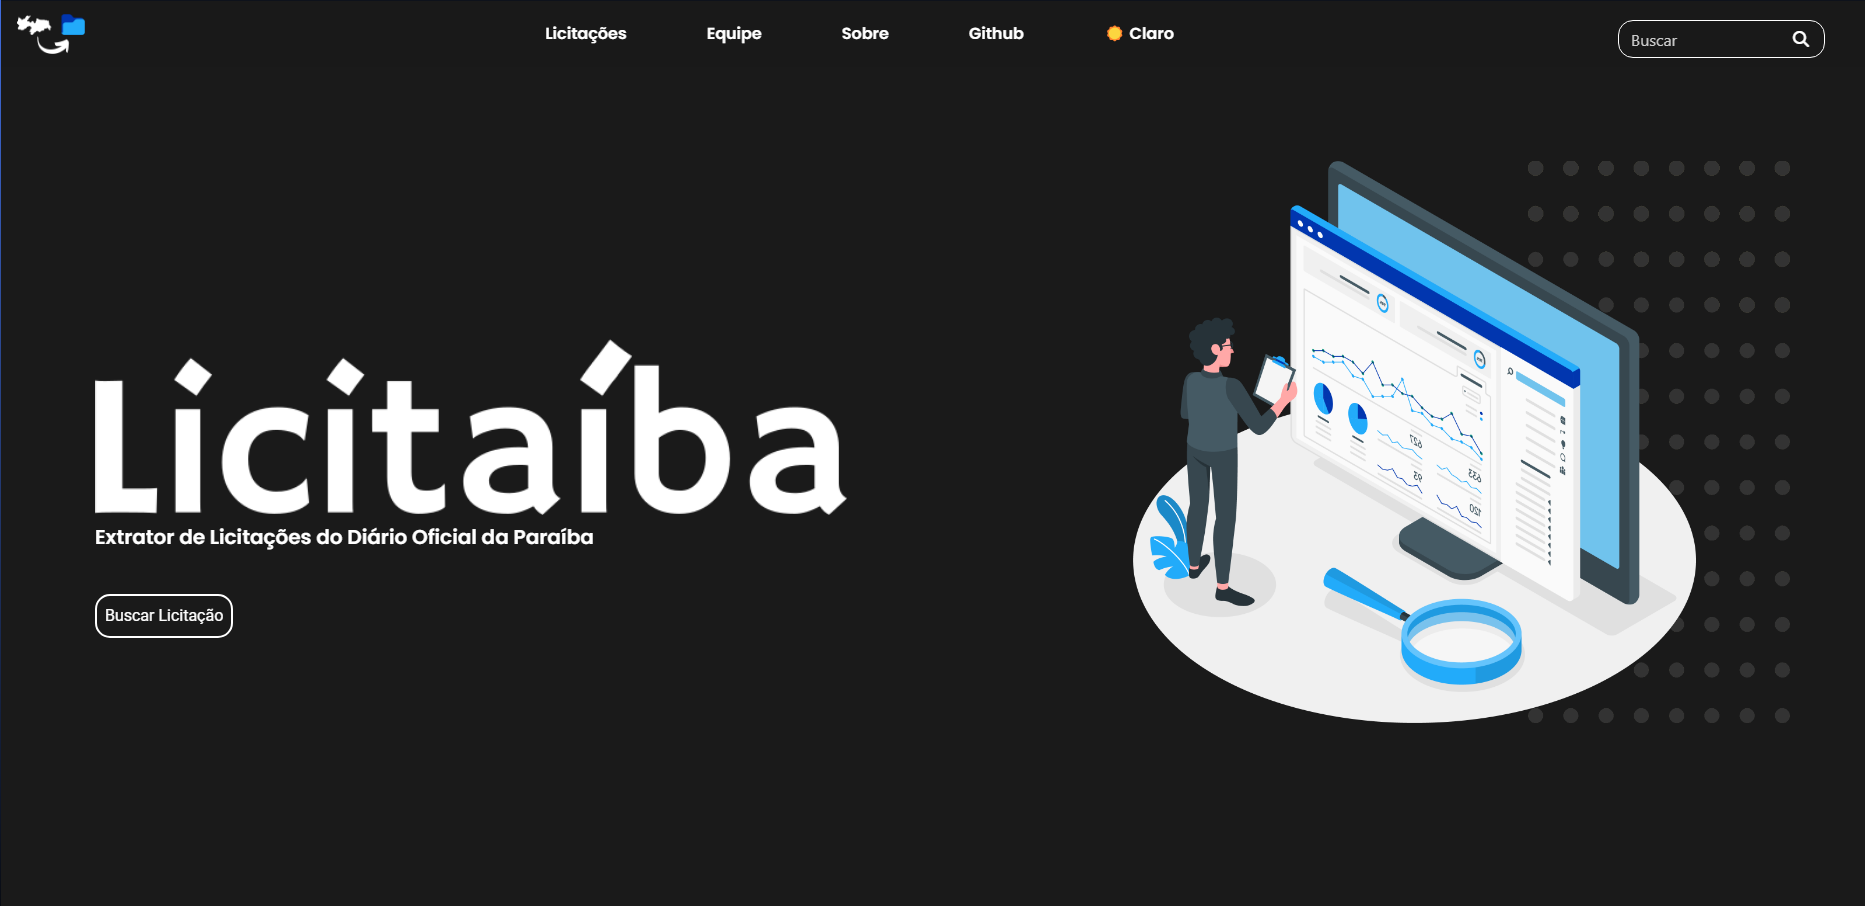 Licitações
Equipe
Sobre
Github
Claro
Buscar
Licitaíba
Extrator de Licitações do Diário Oficial da Paraíba
Buscar Licitação